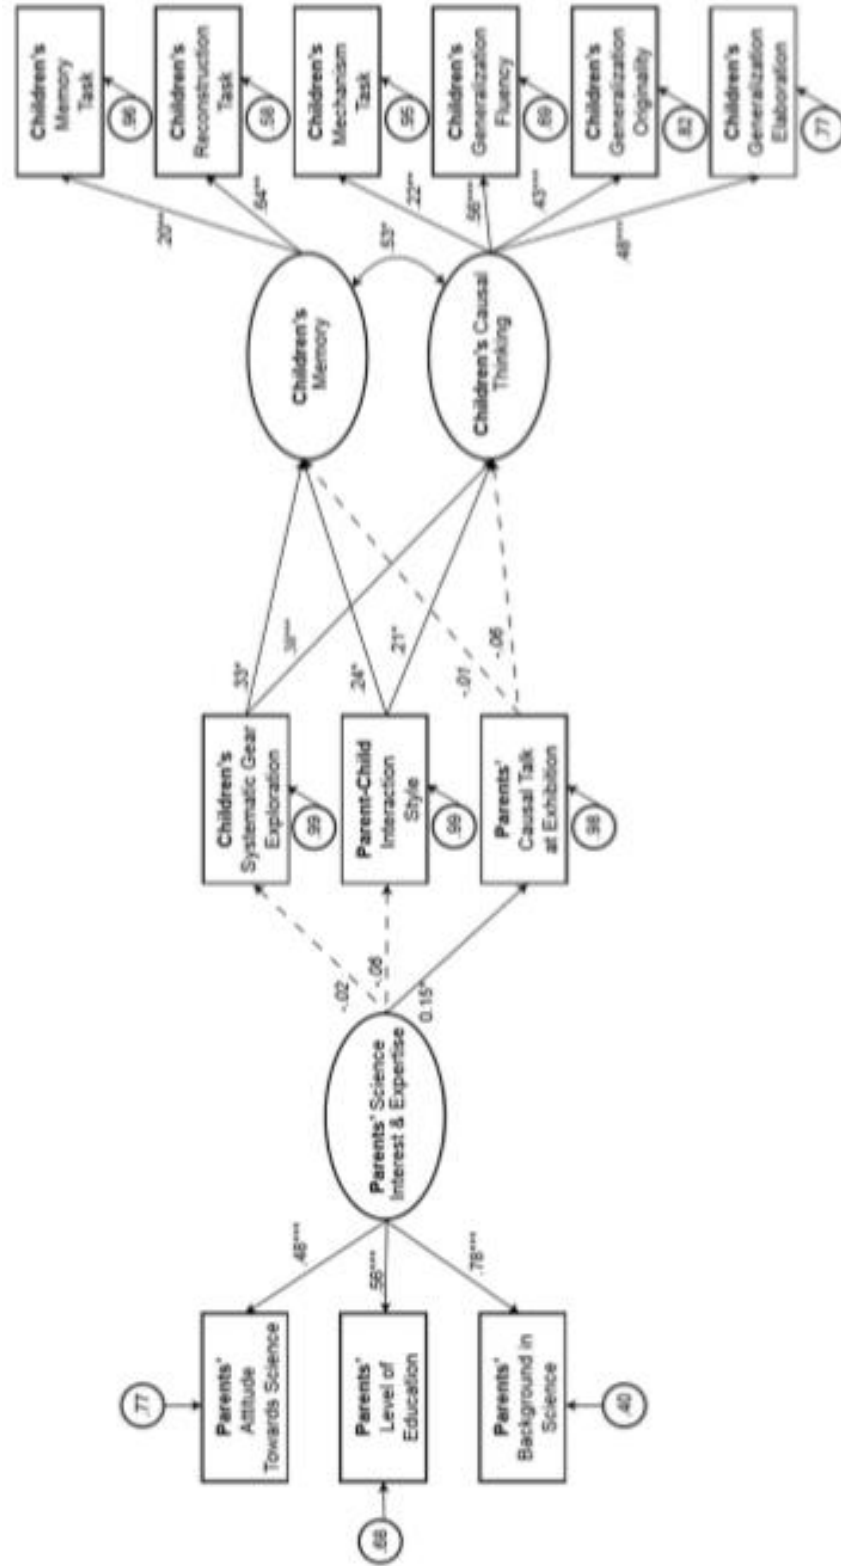 Parents'
Attitude
Towards Science
.77
Parents'
Level of
Education
.68
Parents'
Background in
Science
.40
.48***
.56***
.78***
Parents' Science
Interest & Expertise
-.02
-.06
0.15*
Children's
Systematic Gear
Exploration
.99
Parent-Child
Interaction
Style
.99
Parents'
Causal Talk
at Exhibition
.98
.33*
.38***
.24*
.21*
-.01
-.06
Children's
Memory
Children's Causal
Thinking
.53*
.20**
.64**
.22**
.56***
.43***
.48***
Children's
Memory
Task
.96
Children's
Reconstruction
Task
.58
Children's
Mechanism
Task
.95
Children's
Generalization
Fluency
.69
Children's
Generalization
Originality
.82
Children's
Generalization
Elaboration
.77